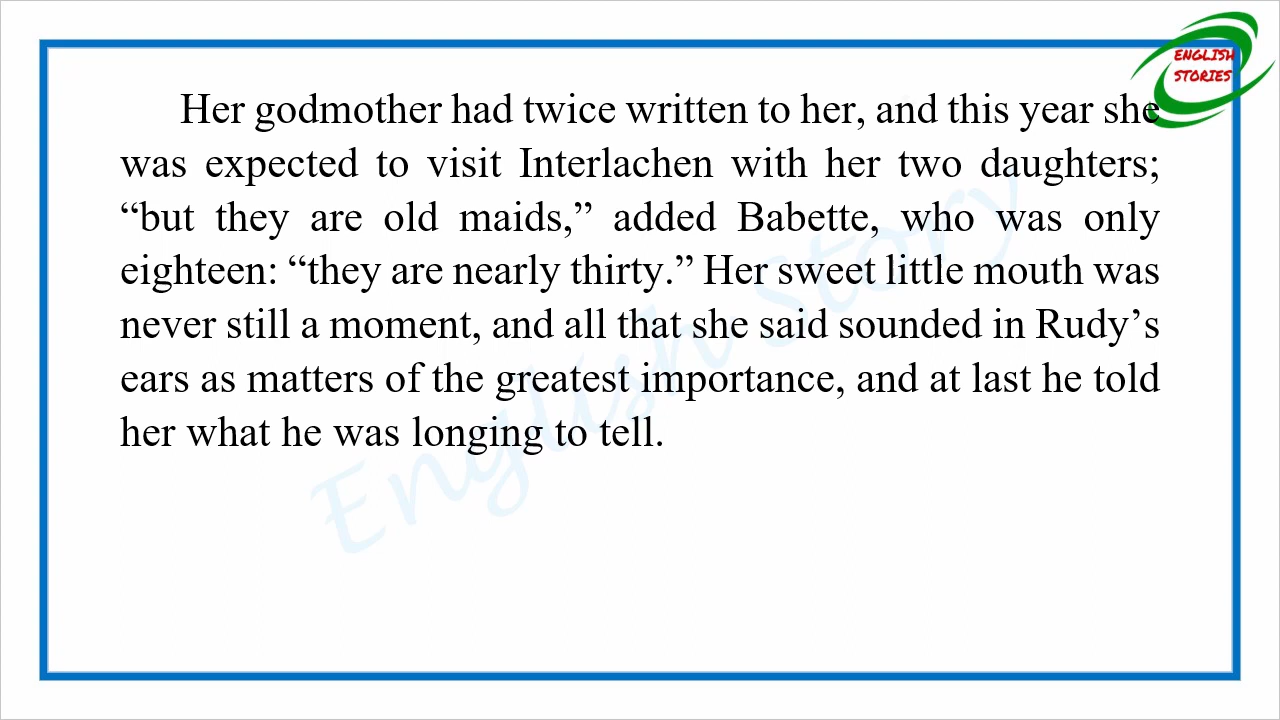 ENGLISH
STORIES
Her godmother had twice written to her, and this year she
was expected to visit Interlachen with her two daughters;
“but they are old maids,” added Babette, who was only
eighteen: “they are nearly thirty.” Her sweet little mouth was
never still a moment, and all that she said sounded in Rudy’s
ears as matters of the greatest importance, and at last he told
her what he was longing to tell.
English Story